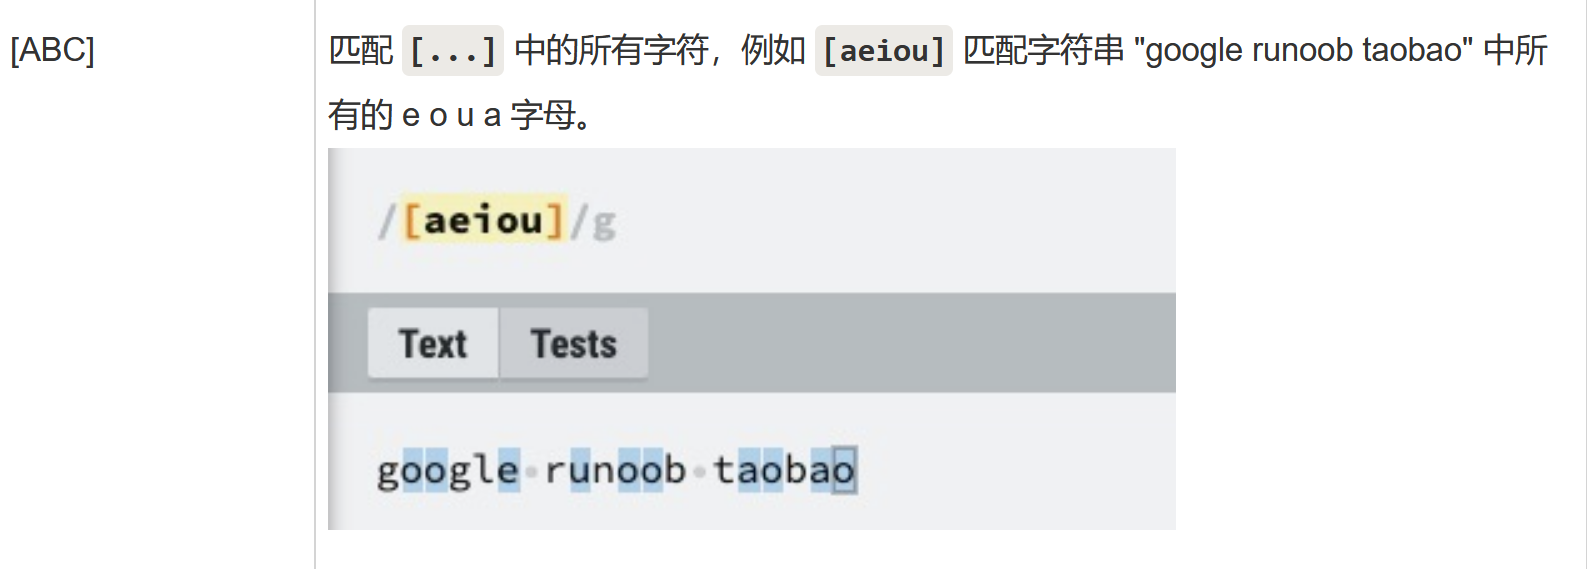 [ABC]
匹配 [...] 中的所有字符，例如 [aeiou] 匹配字符串 "google runoob taobao" 中所
有的 e o u a 字母。
/[aeiou]/g
Text Tests
google·runoob·taobao